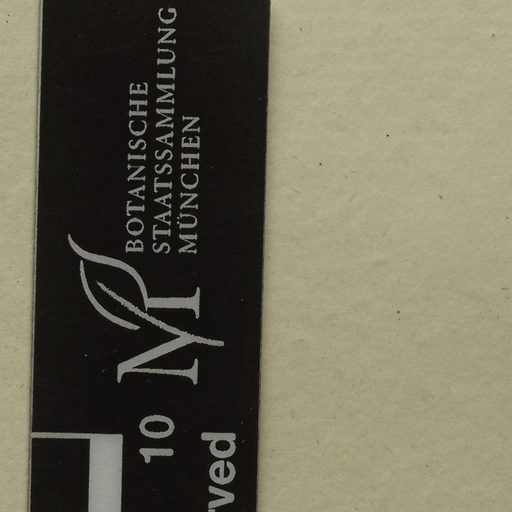 BOTANISCHE
STAATSSAMMLUNG
MÜNCHEN
M
10
rved